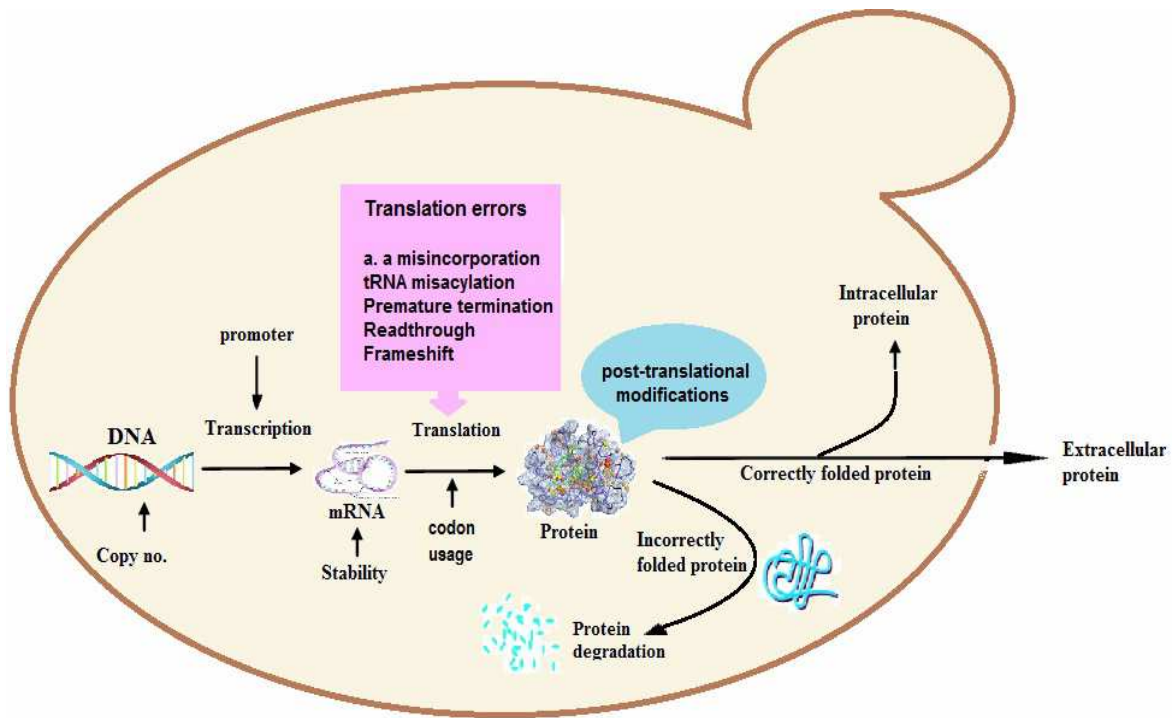 Translation errors
a. a misincorporation
tRNA misacylation
Premature termination
Readthrough
Frameshift
Intracellular
protein
promoter
post-translational
modifications
DNA
Transcription
Translation
Extracellular
protein
Correctly folded protein
mRNA
Protein
codon
usage
Copy no.
Stability
Incorrectly
folded protein
Protein
degradation